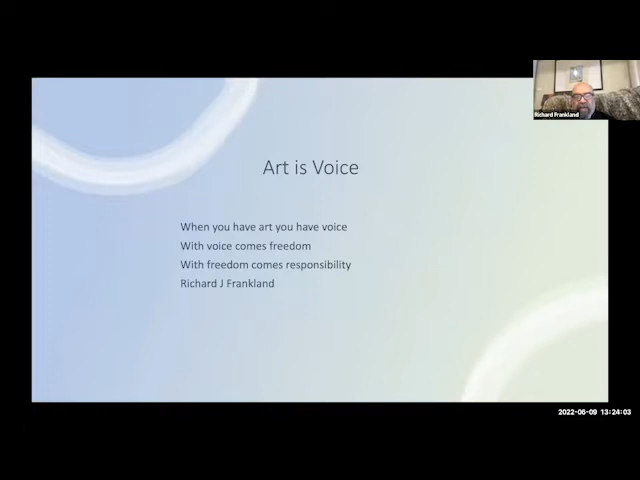 Richard Frankland
Art is Voice
When you have art you have voice
With voice comes freedom
With freedom comes responsibility
Richard J Frankland
2022-06-09 13:24:03